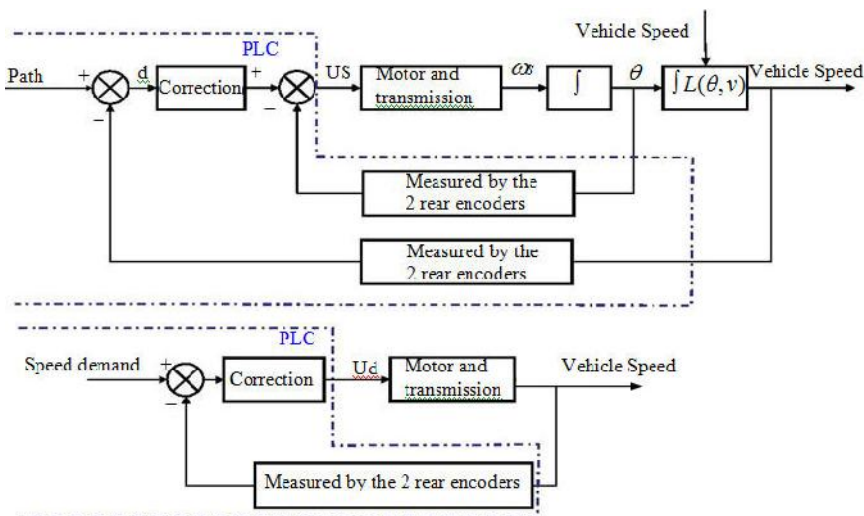 Vehicle Speed
PLC
Path
+
d
Correction
+
US
Motor and
transmission
ωs
∫
θ
∫L(θ,v)
Vehicle Speed
−
−
Measured by the
2 rear encoders
Measured by the
2 rear encoders
PLC
Speed demand
+
Correction
Ud
Motor and
transmission
Vehicle Speed
−
Measured by the 2 rear encoders